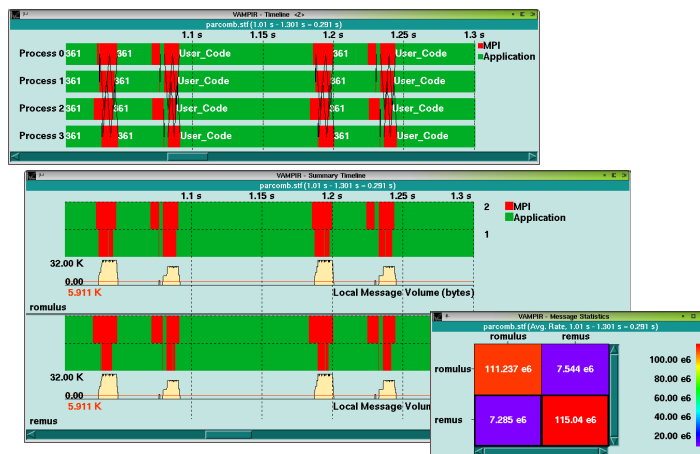 VAMPIR - Timeline <2>
parcomb.stf (1.01 s - 1.301 s = 0.291 s)
1.1 s 1.15 s 1.2 s 1.25 s 1.3 s
MPI
Application
Process 0 361 361 User_Code 361 User_Code
Process 1 361 361 User_Code 361 User_Code
Process 2 361 361 User_Code 361 User_Code
Process 3 361 361 User_Code 361 User_Code
VAMPIR - Summary Timeline
parcomb.stf (1.01 s - 1.301 s = 0.291 s)
1.1 s 1.15 s 1.2 s 1.25 s 1.3 s
2
1
MPI
Application
32.00 K
0.00
5.911 K
Local Message Volume (bytes)
romulus
32.00 K
0.00
5.911 K
Local Message Volum
remus
VAMPIR - Message Statistics
parcomb.stf (Avg. Rate, 1.01 s - 1.301 s = 0.291 s)
romulus remus
romulus 111.237 e6 7.544 e6
remus 7.285 e6 115.04 e6
100.00 e6
80.00 e6
60.00 e6
40.00 e6
20.00 e6